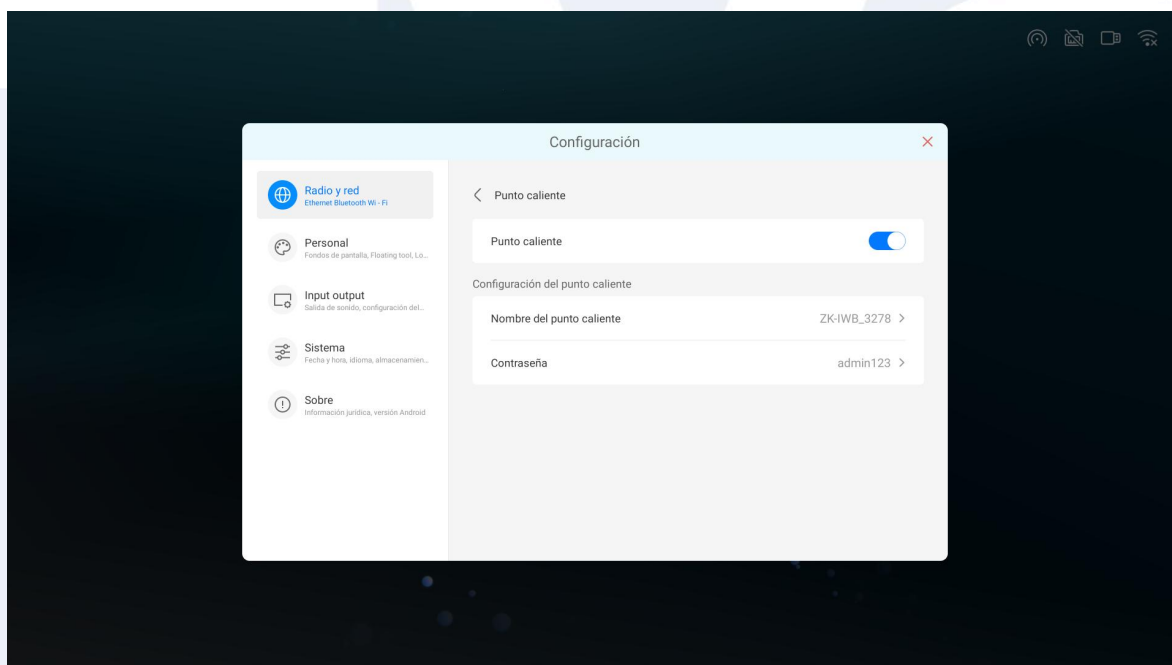 Configuración
Radio y red
Ethernet Bluetooth Wi - Fi
Personal
Fondos de pantalla, Floating tool, Lo...
Input output
Salida de sonido, configuración del...
Sistema
Fecha y hora, idioma, almacenamien...
Sobre
Información jurídica, versión Android
Punto caliente
Punto caliente
Configuración del punto caliente
Nombre del punto caliente ZK-IWB_3278
Contraseña admin123